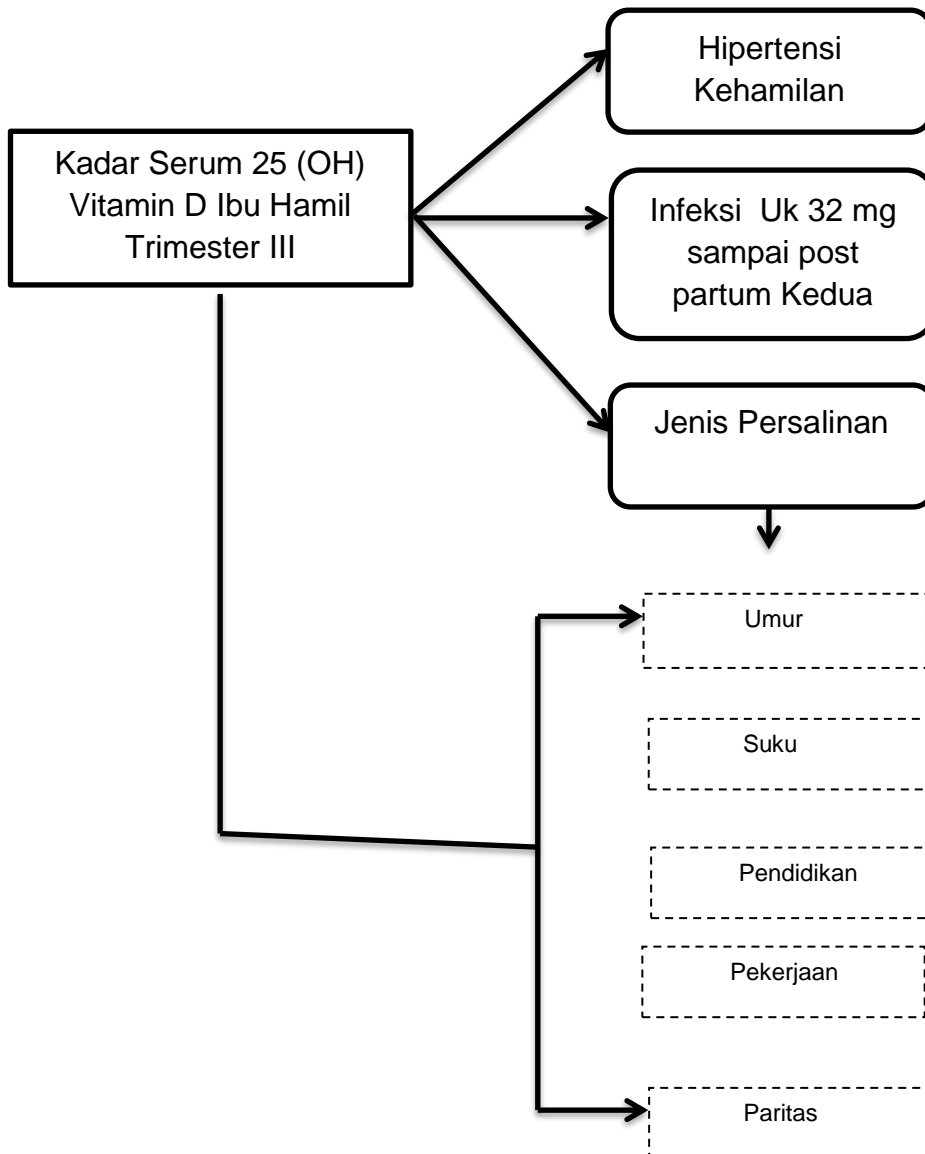 Hipertensi
Kehamilan
Kadar Serum 25 (OH)
Vitamin D Ibu Hamil
Trimester III
Infeksi Uk 32 mg
sampai post
partum Kedua
Jenis Persalinan
Umur
Suku
Pendidikan
Pekerjaan
Paritas